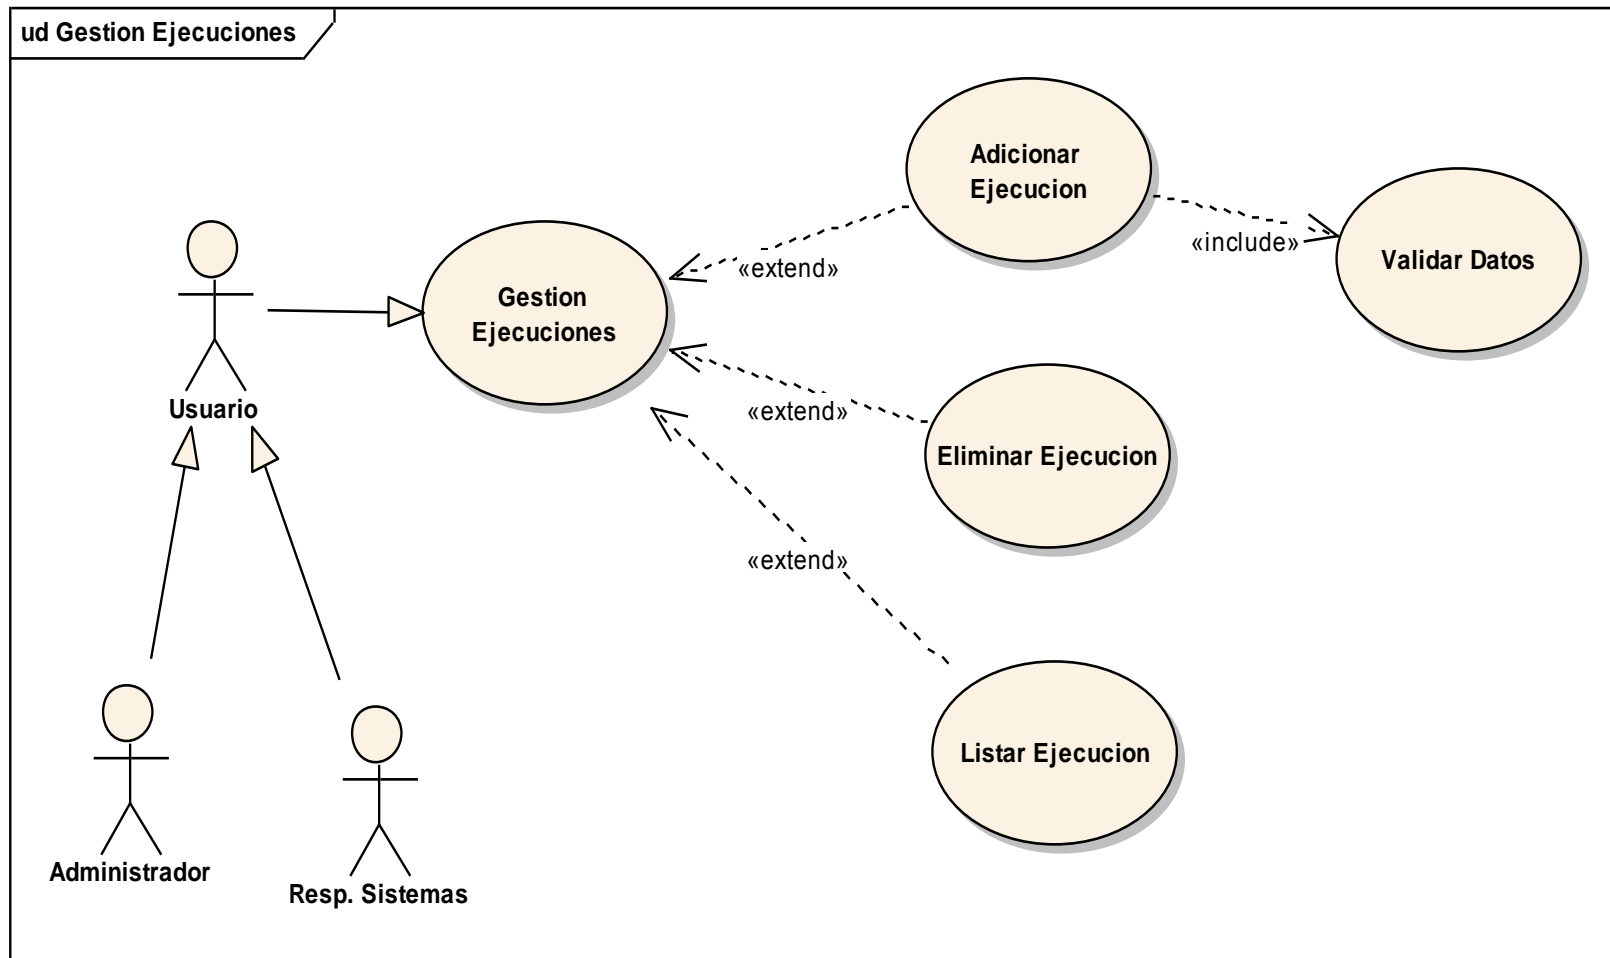 ud Gestion Ejecuciones
Adicionar
Ejecucion
«include»
Validar Datos
«extend»
Gestion
Ejecuciones
Usuario
«extend»
Eliminar Ejecucion
«extend»
Listar Ejecucion
Administrador
Resp. Sistemas